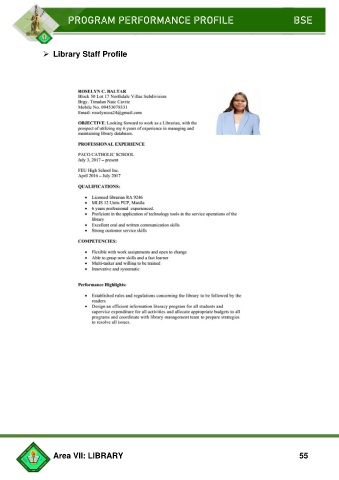 PROGRAM PERFORMANCE PROFILE BSE
➢ Library Staff Profile
ROSELYN C. BALTAR
Block 50 Lot 17 Northdale Villas Subdivision
Brgy. Timalan Naic Cavite
Mobile No. 09453070331
Email: roselynusa24@gmail.com
OBJECTIVE: Looking forward to work as a Librarian, with the
prospect of utilizing my 6 years of experience in managing and
maintaining library databases.
PROFESSIONAL EXPERIENCE
PACO CATHOLIC SCHOOL
July 3, 2017 – present
FEU High School Inc.
April 2016 – July 2017
QUALIFICATIONS:
• Licensed librarian RA 9246
• MLIS 12 Units PUP, Manila
• 6 years professional experienced.
• Proficient in the application of technology tools in the service operations of the
library
• Excellent oral and written communication skills
• Strong customer service skills
COMPETENCIES:
• Flexible with work assignments and open to change
• Able to grasp new skills and a fast learner
• Multi-tasker and willing to be trained
• Innovative and systematic
Performance Highlights:
• Established rules and regulations concerning the library to be followed by the
readers
• Design an efficient information literacy program for all students and
supervise expenditure for all activities and allocate appropriate budgets to all
programs and coordinate with library management team to prepare strategies
to resolve all issues.
Area VII: LIBRARY 55